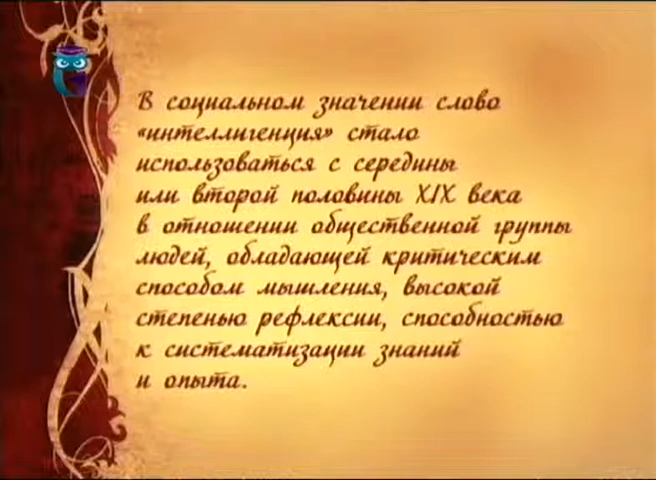 В социальном значении слово
«интеллигенция» стало
использоваться с середины
или второй половины XIX века
в отношении общественной группы
людей, обладающей критическим
способом мышления, высокой
степенью рефлексии, способностью
к систематизации знаний
и опыта.